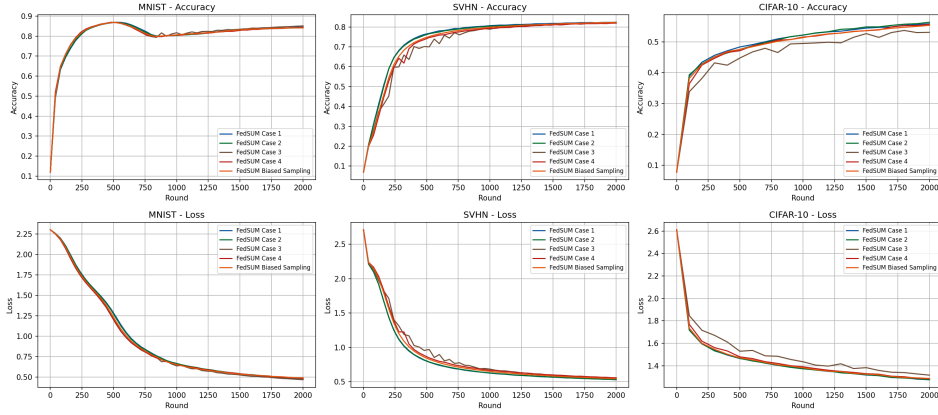 MNIST - Accuracy
0.9
0.8
0.7
0.6
0.5
0.4
0.3
0.2
0.1
Accuracy
0
250
500
750
1000
1250
1500
1750
2000
Round
FedSUM Case 1
FedSUM Case 2
FedSUM Case 3
FedSUM Case 4
FedSUM Biased Sampling
SVHN - Accuracy
0.9
0.8
0.7
0.6
0.5
0.4
0.3
0.2
0.1
Accuracy
0
250
500
750
1000
1250
1500
1750
2000
Round
FedSUM Case 1
FedSUM Case 2
FedSUM Case 3
FedSUM Case 4
FedSUM Biased Sampling
CIFAR-10 - Accuracy
0.5
0.4
0.3
0.2
0.1
Accuracy
0
250
500
750
1000
1250
1500
1750
2000
Round
FedSUM Case 1
FedSUM Case 2
FedSUM Case 3
FedSUM Case 4
FedSUM Biased Sampling
MNIST - Loss
2.25
2.00
1.75
1.50
1.25
1.00
0.75
0.50
Loss
0
250
500
750
1000
1250
1500
1750
2000
Round
FedSUM Case 1
FedSUM Case 2
FedSUM Case 3
FedSUM Case 4
FedSUM Biased Sampling
SVHN - Loss
2.5
2.0
1.5
1.0
0.5
Loss
0
250
500
750
1000
1250
1500
1750
2000
Round
FedSUM Case 1
FedSUM Case 2
FedSUM Case 3
FedSUM Case 4
FedSUM Biased Sampling
CIFAR-10 - Loss
2.6
2.4
2.2
2.0
1.8
1.6
1.4
Loss
0
250
500
750
1000
1250
1500
1750
2000
Round
FedSUM Case 1
FedSUM Case 2
FedSUM Case 3
FedSUM Case 4
FedSUM Biased Sampling